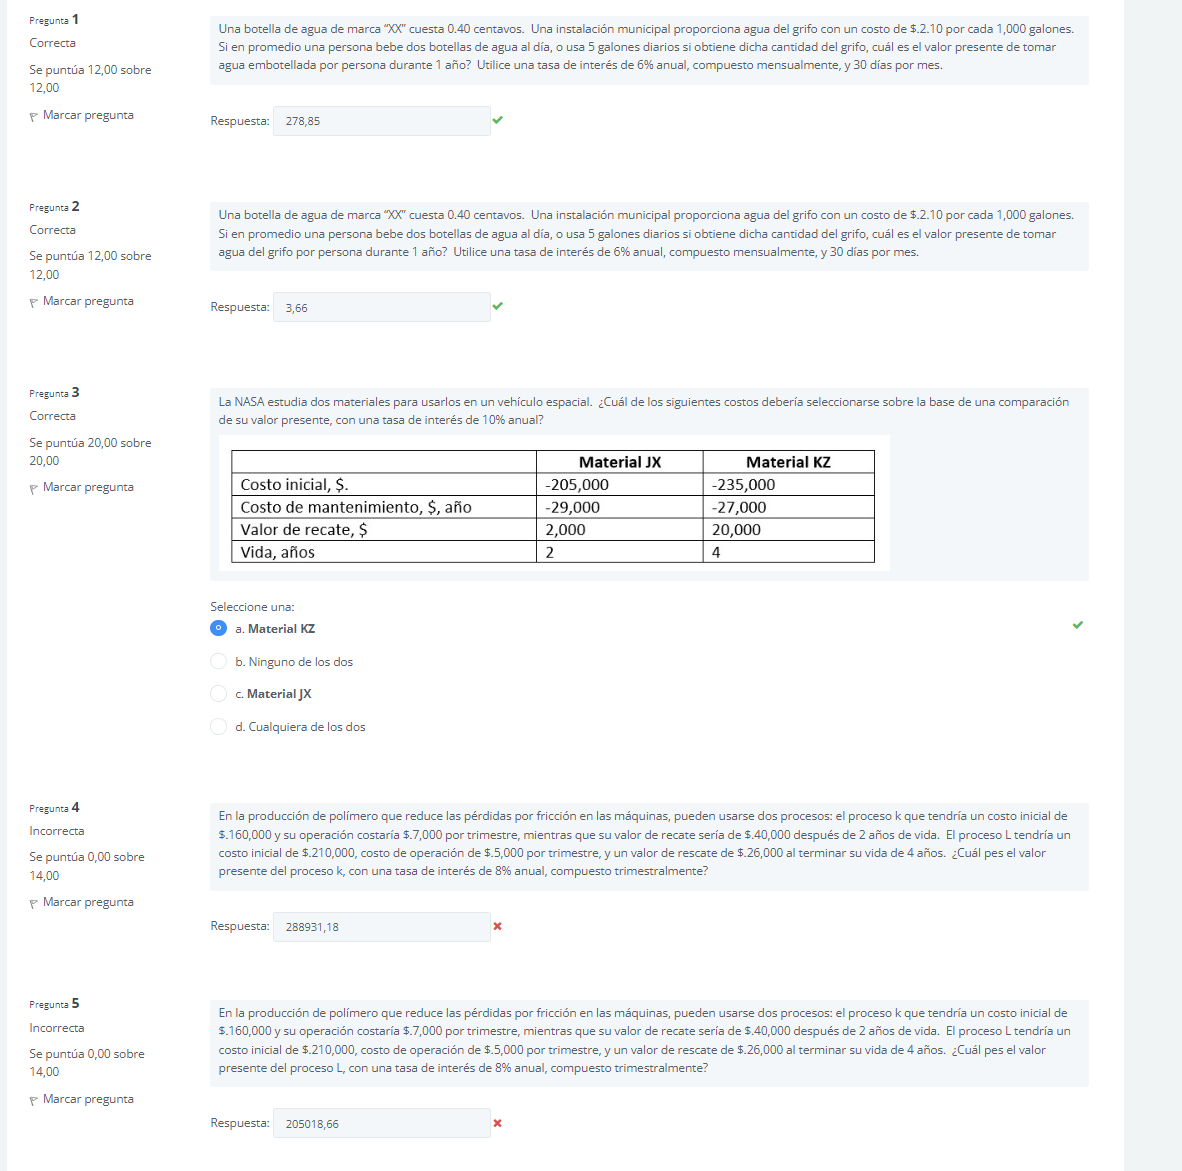 Pregunta 1
Correcta
Se puntúa 12,00 sobre
12,00
Marcar pregunta
Una botella de agua de marca “XX” cuesta 0.40 centavos. Una instalación municipal proporciona agua del grifo con un costo de $.2.10 por cada 1,000 galones.
Si en promedio una persona bebe dos botellas de agua al día, o usa 5 galones diarios si obtiene dicha cantidad del grifo, cuál es el valor presente de tomar
agua embotellada por persona durante 1 año? Utilice una tasa de interés de 6% anual, compuesto mensualmente, y 30 días por mes.
Respuesta: 278,85
Pregunta 2
Correcta
Se puntúa 12,00 sobre
12,00
Marcar pregunta
Una botella de agua de marca “XX” cuesta 0.40 centavos. Una instalación municipal proporciona agua del grifo con un costo de $.2.10 por cada 1,000 galones.
Si en promedio una persona bebe dos botellas de agua al día, o usa 5 galones diarios si obtiene dicha cantidad del grifo, cuál es el valor presente de tomar
agua del grifo por persona durante 1 año? Utilice una tasa de interés de 6% anual, compuesto mensualmente, y 30 días por mes.
Respuesta: 3,66
Pregunta 3
Correcta
Se puntúa 20,00 sobre
20,00
Marcar pregunta
La NASA estudia dos materiales para usarlos en un vehículo espacial. ¿Cuál de los siguientes costos debería seleccionarse sobre la base de una comparación
de su valor presente, con una tasa de interés de 10% anual?
Material JX Material KZ
Costo inicial, $. -205,000 -235,000
Costo de mantenimiento, $, año -29,000 -27,000
Valor de recate, $ 2,000 20,000
Vida, años 2 4
Seleccione una:
a. Material KZ
b. Ninguno de los dos
c. Material JX
d. Cualquiera de los dos
Pregunta 4
Incorrecta
Se puntúa 0,00 sobre
14,00
Marcar pregunta
En la producción de polímero que reduce las pérdidas por fricción en las máquinas, pueden usarse dos procesos: el proceso k que tendría un costo inicial de
$.160,000 y su operación costaría $.7,000 por trimestre, mientras que su valor de recate sería de $.40,000 después de 2 años de vida. El proceso L tendría un
costo inicial de $.210,000, costo de operación de $.5,000 por trimestre, y un valor de rescate de $.26,000 al terminar su vida de 4 años. ¿Cuál pes el valor
presente del proceso k, con una tasa de interés de 8% anual, compuesto trimestralmente?
Respuesta: 288931,18
Pregunta 5
Incorrecta
Se puntúa 0,00 sobre
14,00
Marcar pregunta
En la producción de polímero que reduce las pérdidas por fricción en las máquinas, pueden usarse dos procesos: el proceso k que tendría un costo inicial de
$.160,000 y su operación costaría $.7,000 por trimestre, mientras que su valor de recate sería de $.40,000 después de 2 años de vida. El proceso L tendría un
costo inicial de $.210,000, costo de operación de $.5,000 por trimestre, y un valor de rescate de $.26,000 al terminar su vida de 4 años. ¿Cuál pes el valor
presente del proceso L, con una tasa de interés de 8% anual, compuesto trimestralmente?
Respuesta: 205018,66